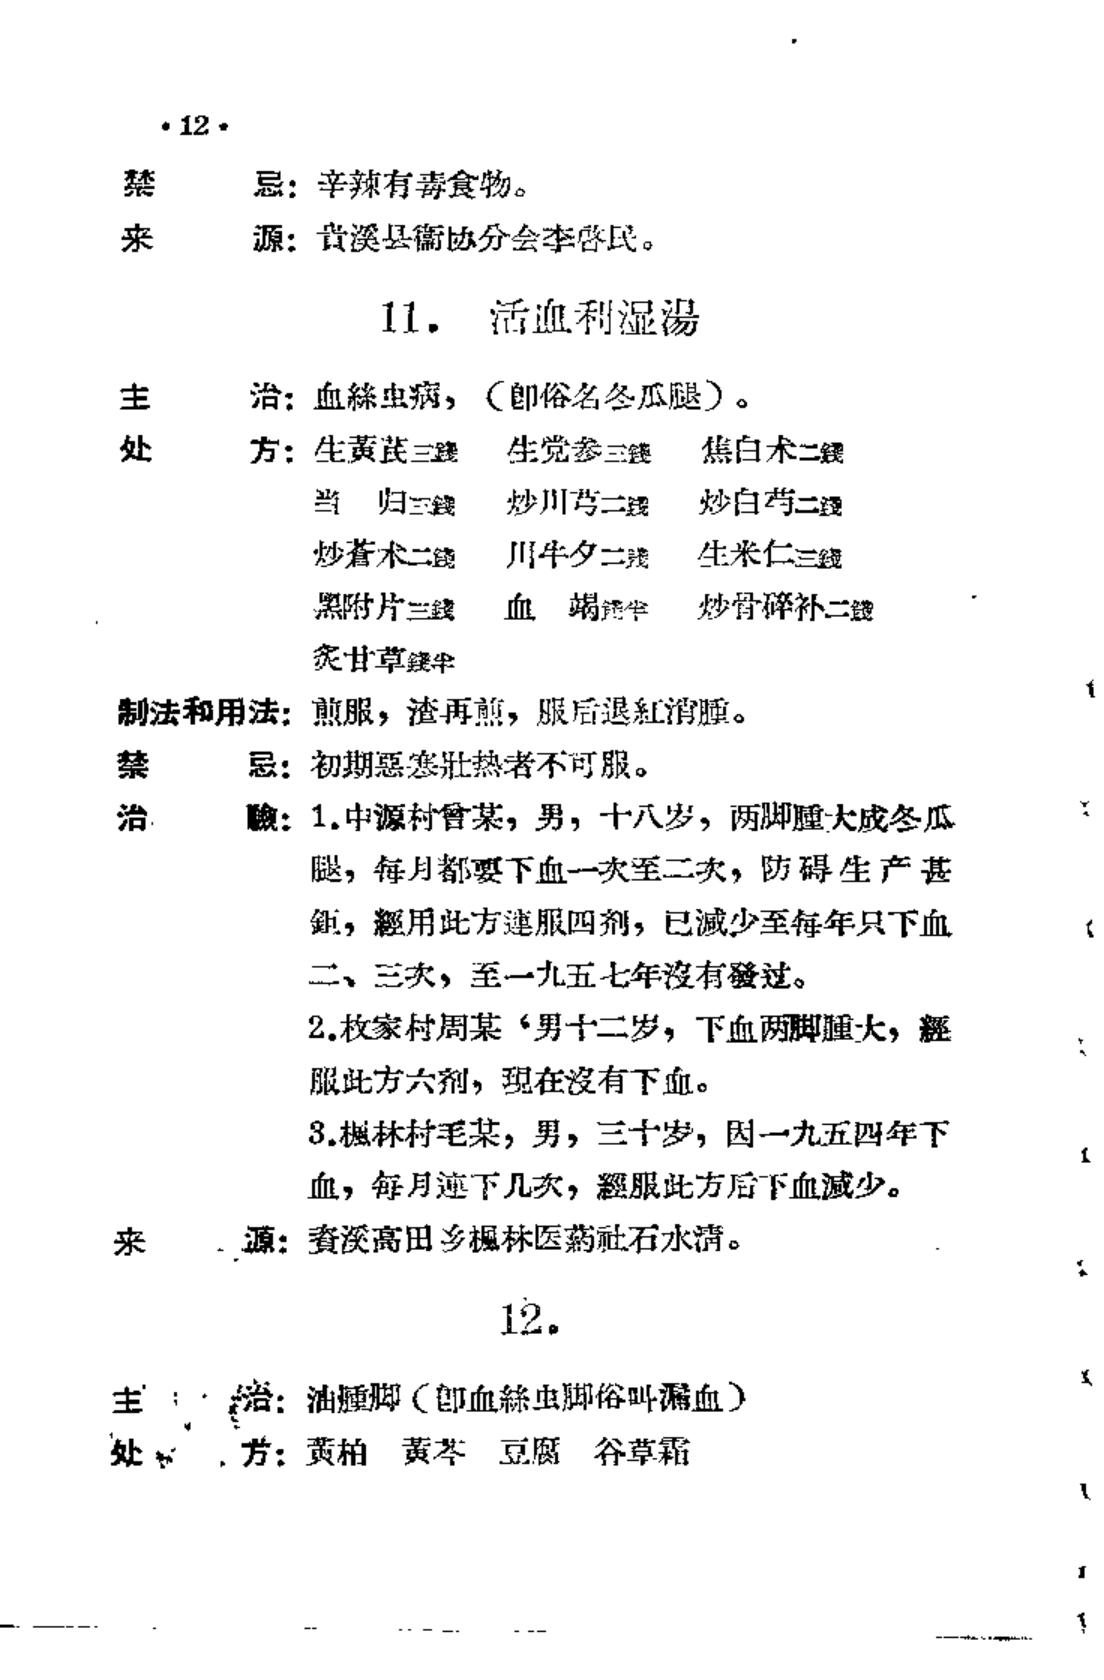 ·12·
禁忌：辛辣有毒食物。
来源：貴溪县衞协分会李啓民。
11. 活血利湿湯
主治：血絲虫病，（卽俗名冬瓜腿）。
处方：生黃芪三錢 生党参三錢 焦白术二錢
当归三錢 炒川芎二錢 炒白芍二錢
炒蒼术二錢 川牛夕二錢 生米仁三錢
黑附片三錢 血竭錢半 炒骨碎补二錢
炙甘草錢半
制法和用法：煎服，渣再煎，服后退紅消腫。
禁忌：初期惡寒壯热者不可服。
治驗：1.中源村曾某，男，十八岁，两脚腫大成冬瓜
腿，每月都要下血一次至二次，防碍生产甚
鉅，經用此方連服四剂，已減少至每年只下血
二、三次，至一九五七年沒有發过。
2.枚家村周某‘男十二岁，下血两脚腫大，經
服此方六剂，現在沒有下血。
3.楓林村毛某，男，三十岁，因一九五四年下
血，每月連下几次，經服此方后下血減少。
来源：資溪高田乡楓林医葯社石水清。
12。
主治：油腫脚（卽血絲虫脚俗叫漏血）
处方：黄柏 黄芩 豆腐 谷草霜